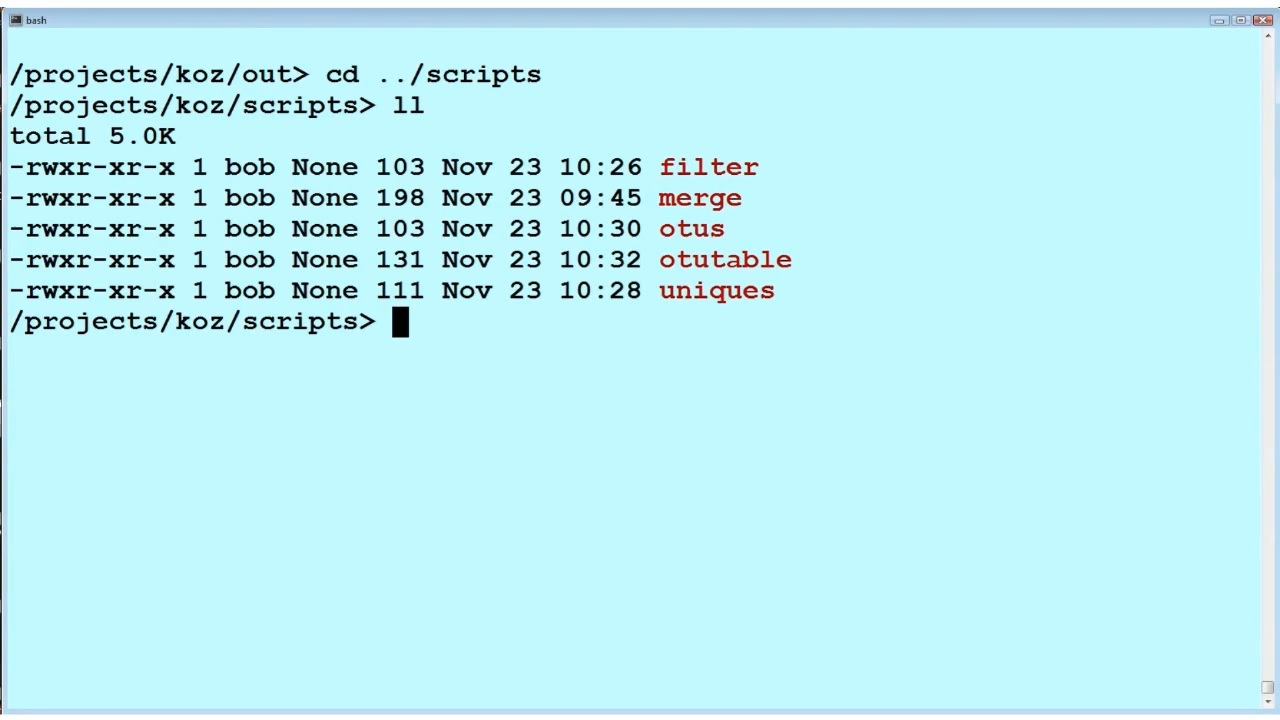 bash
/projects/koz/out> cd ../scripts
/projects/koz/scripts> ll
total 5.0K
-rwxr-xr-x 1 bob None 103 Nov 23 10:26 filter
-rwxr-xr-x 1 bob None 198 Nov 23 09:45 merge
-rwxr-xr-x 1 bob None 103 Nov 23 10:30 otus
-rwxr-xr-x 1 bob None 131 Nov 23 10:32 otutable
-rwxr-xr-x 1 bob None 111 Nov 23 10:28 uniques
/projects/koz/scripts>